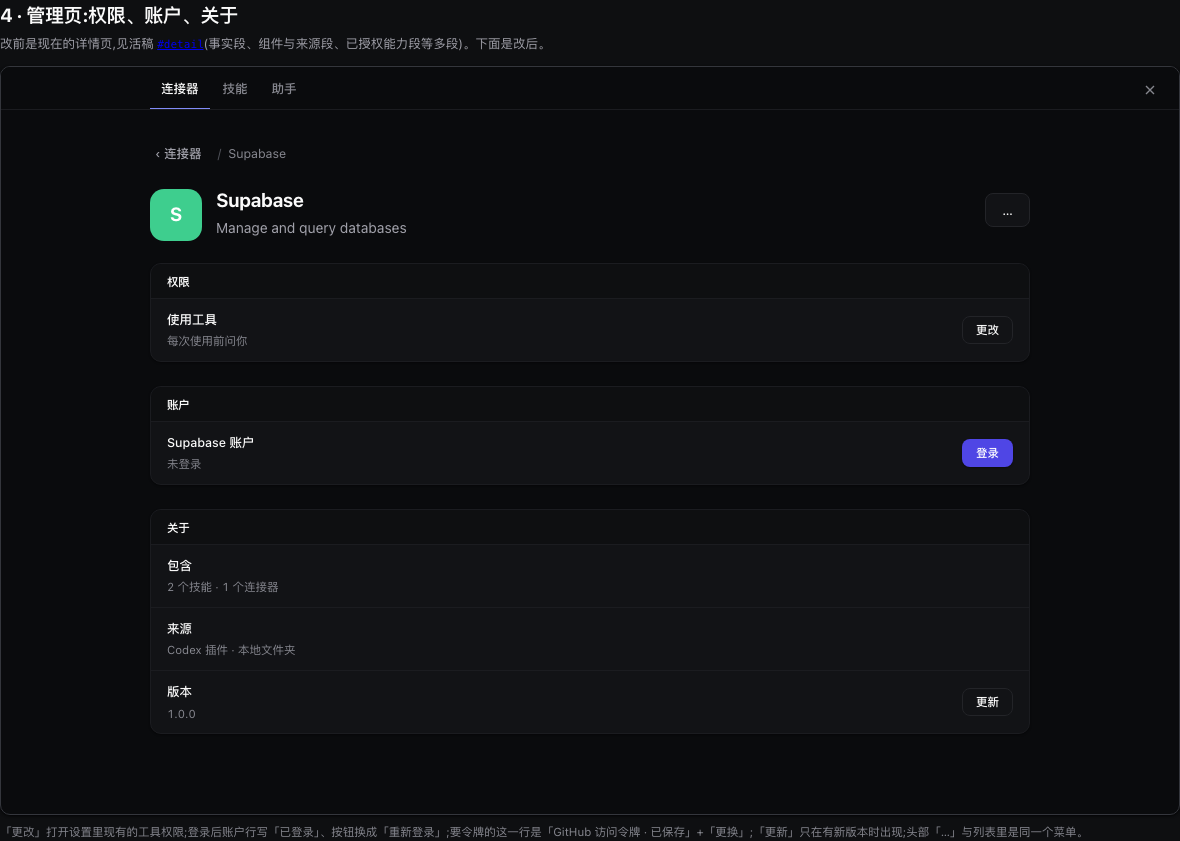 4 · 管理页:权限、账户、关于
改前是现在的详情页,见活稿 #detail(事实段、组件与来源段、已授权能力段等多段)。下面是改后。
连接器 技能 助手 ×
‹ 连接器 / Supabase
S
Supabase
...
Manage and query databases
权限
使用工具
每次使用前问你
更改
账户
Supabase 账户
未登录
登录
关于
包含
2 个技能 · 1 个连接器
来源
Codex 插件 · 本地文件夹
版本
1.0.0
更新
「更改」打开设置里现有的工具权限;登录后账户行写「已登录」、按钮换成「重新登录」;要令牌的这一行是「GitHub 访问令牌 · 已保存」+「更换」;「更新」只在有新版本时出现;头部「…」与列表里是同一个菜单。